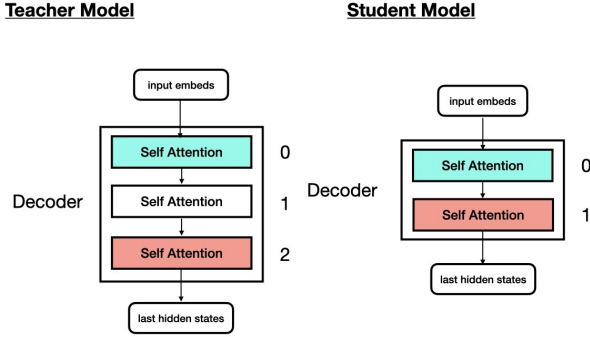 Teacher Model
Student Model
input embeds
Decoder
Self Attention
0
Self Attention
1
Self Attention
2
last hidden states
input embeds
Decoder
Self Attention
0
Self Attention
1
last hidden states